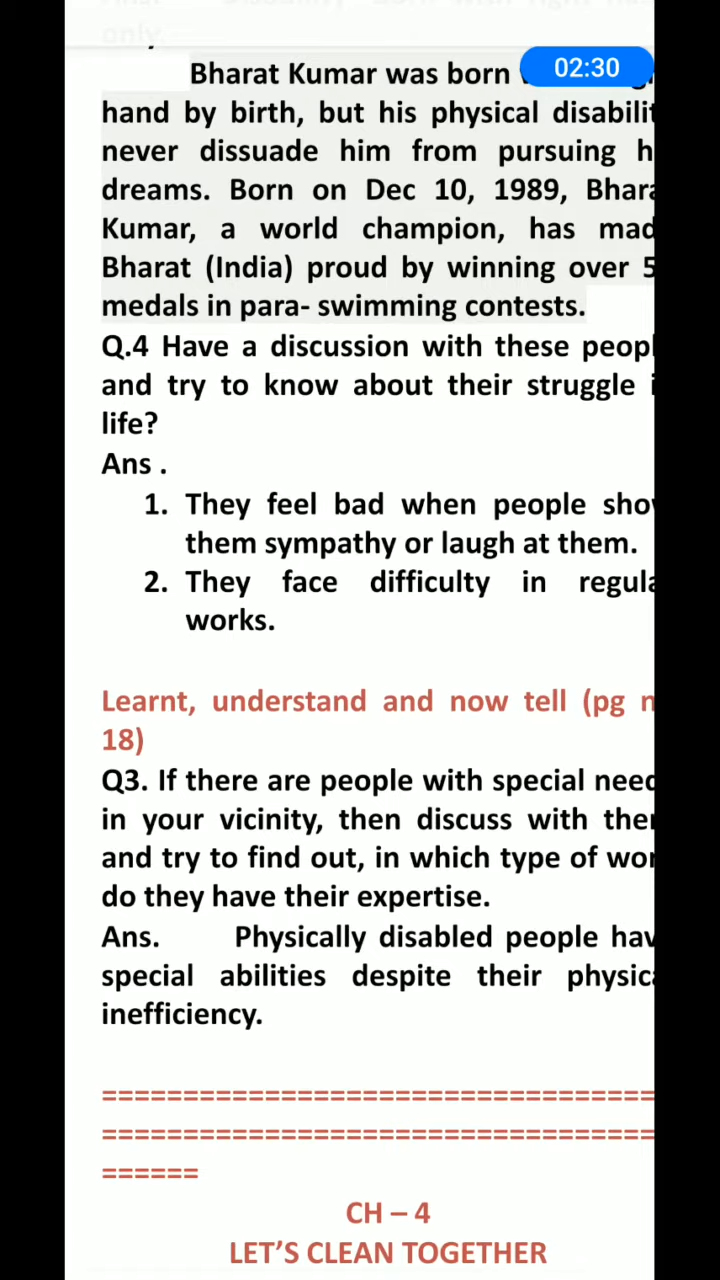 only.
02:30
Bharat Kumar was born
hand by birth, but his physical disabilit
never dissuade him from pursuing h
dreams. Born on Dec 10, 1989, Bhara
Kumar, a world champion, has mad
Bharat (India) proud by winning over 5
medals in para- swimming contests.
Q.4 Have a discussion with these peopl
and try to know about their struggle i
life?
Ans .
1. They feel bad when people sho
them sympathy or laugh at them.
2. They face difficulty in regula
works.
Learnt, understand and now tell (pg n
18)
Q3. If there are people with special need
in your vicinity, then discuss with the
and try to find out, in which type of wor
do they have their expertise.
Ans. Physically disabled people hav
special abilities despite their physica
inefficiency.
==================================
==================================
======
CH – 4
LET’S CLEAN TOGETHER